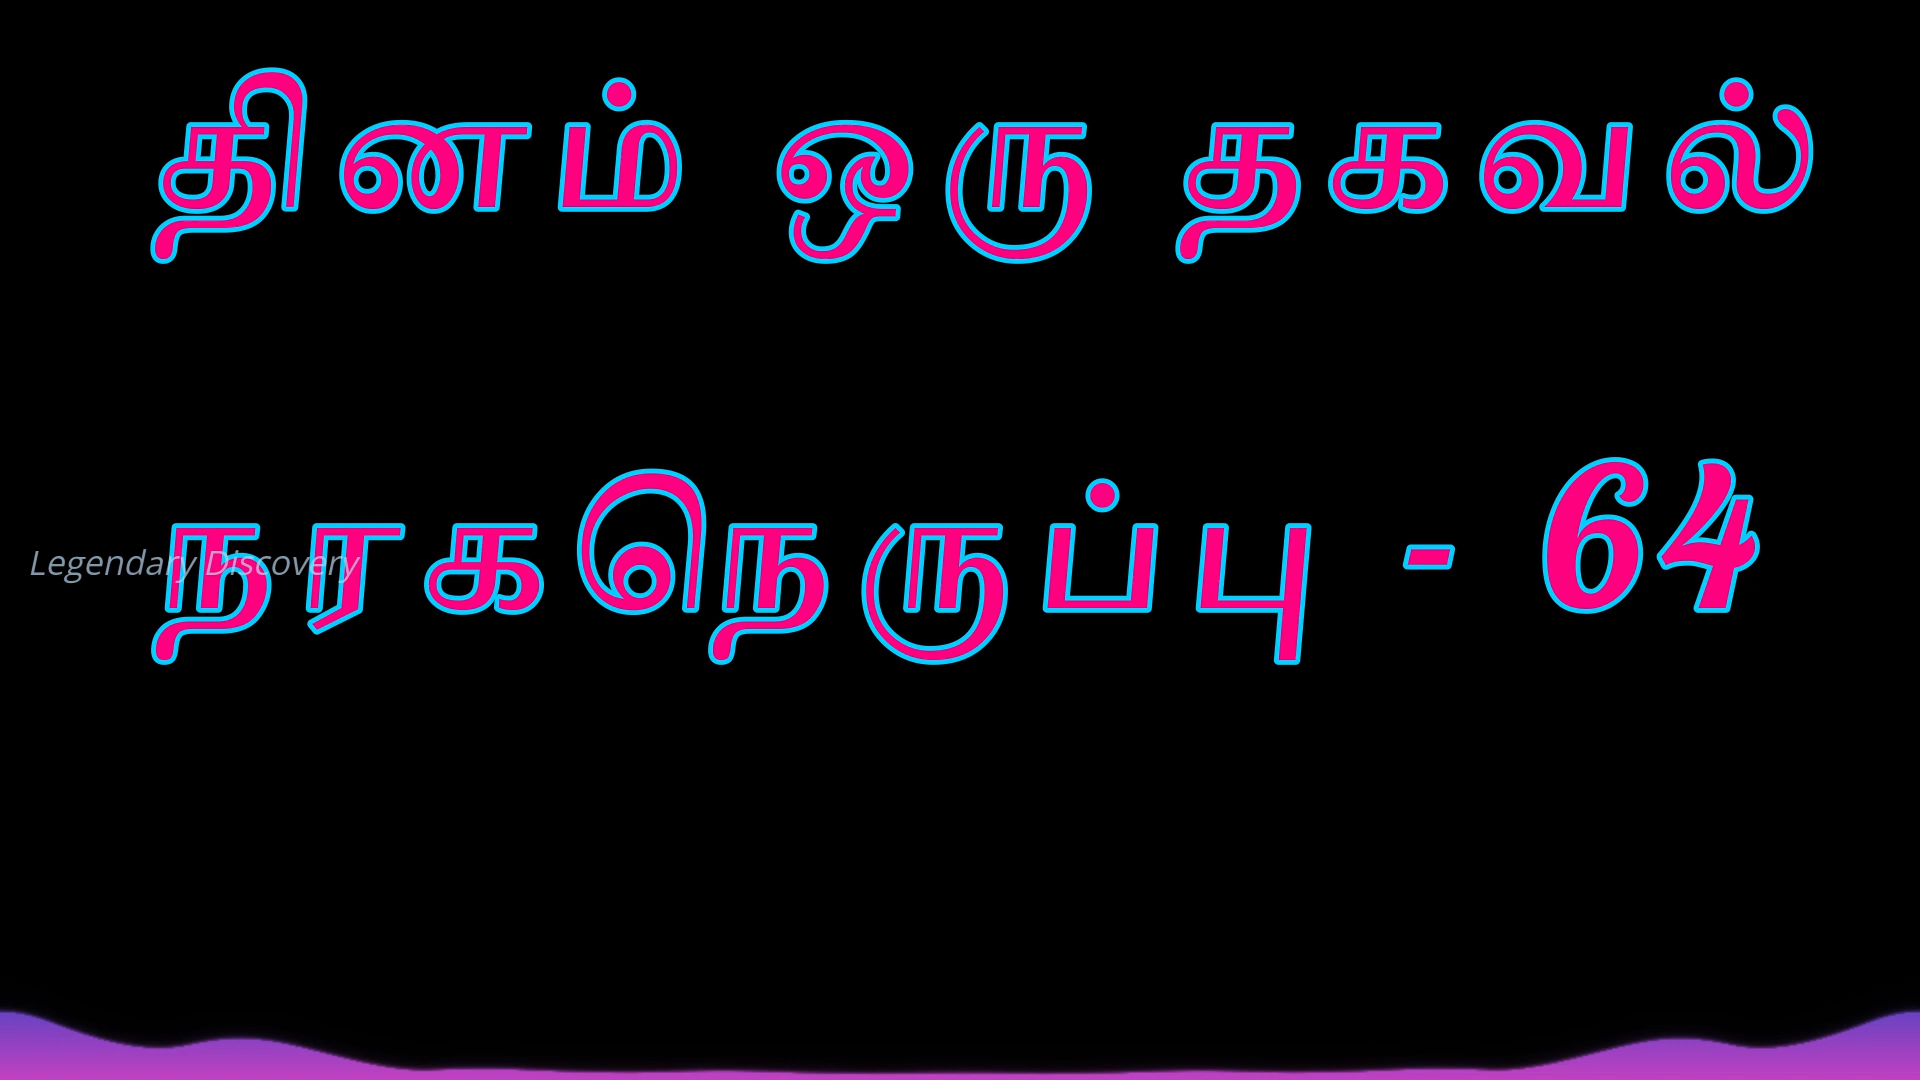 தினம் ஒரு தகவல்
நரகநெருப்பு - 64
Legendary Discovery